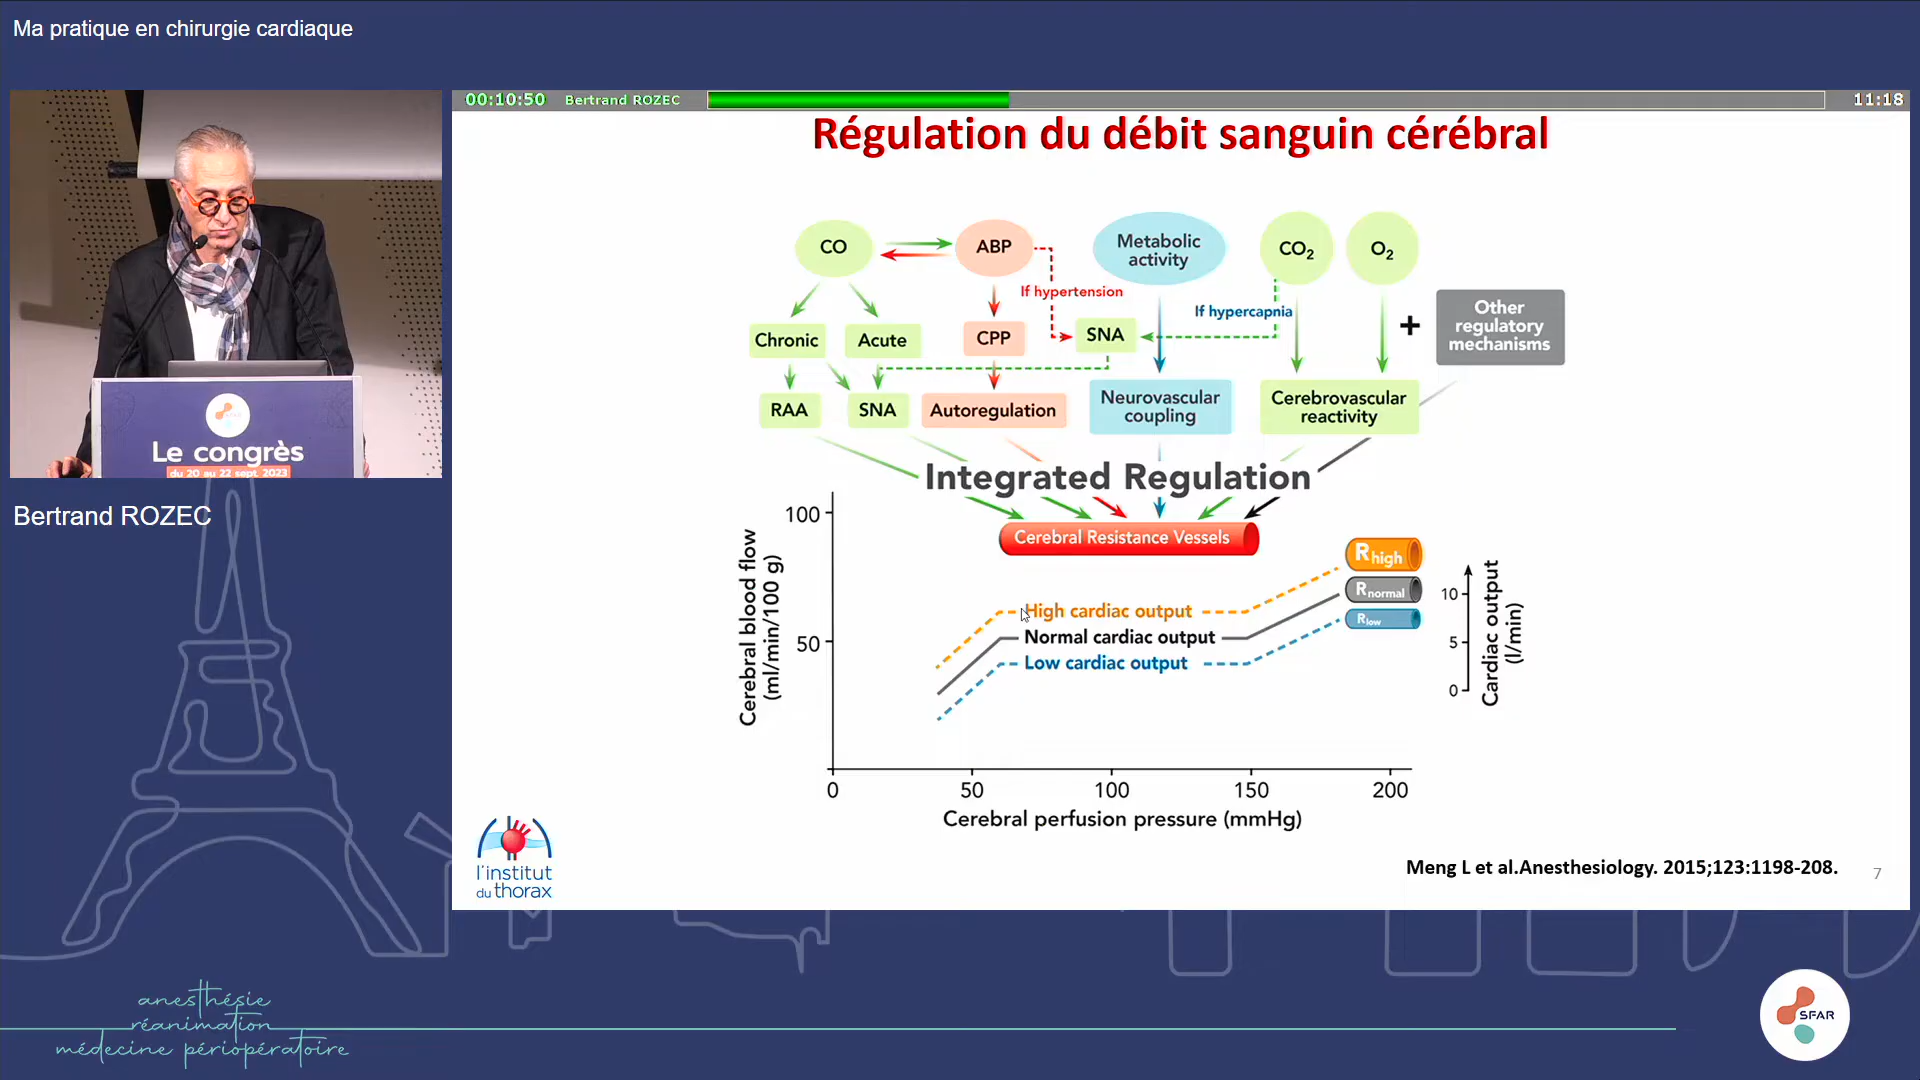 Ma pratique en chirurgie cardiaque
00:10:50 Bertrand ROZEC 11:18
Régulation du débit sanguin cérébral
CO
ABP
Metabolic
activity
CO2
O2
If hypertension
If hypercapnia
Other
regulatory
mechanisms
+
Chronic
Acute
CPP
SNA
RAA
SNA
Autoregulation
Neurovascular
coupling
Cerebrovascular
reactivity
Integrated Regulation
Cerebral Resistance Vessels
Cerebral blood flow
(ml/min/100 g)
100
50
High cardiac output
Normal cardiac output
Low cardiac output
Rhigh
Rnormal
Rlow
10
5
0
Cardiac output
(l/min)
0 50 100 150 200
Cerebral perfusion pressure (mmHg)
l'institut
du thorax
Meng L et al.Anesthesiology. 2015;123:1198-208.
7
SFAR
Le congrès
du 20 au 22 sept. 2023
Bertrand ROZEC
anesthésie
réanimation
médecine périopératoire
SFAR